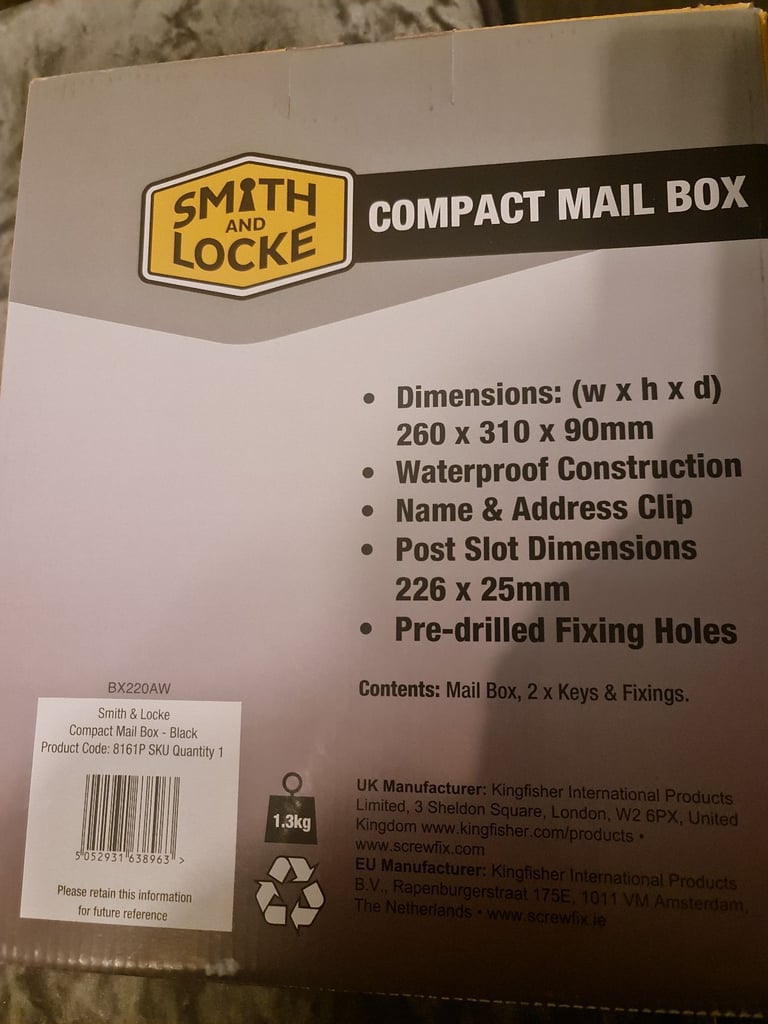 SMITH
AND
LOCKE
COMPACT MAIL BOX
• Dimensions: (w x h x d)
260 x 310 x 90mm
• Waterproof Construction
• Name & Address Clip
• Post Slot Dimensions
226 x 25mm
• Pre-drilled Fixing Holes
Contents: Mail Box, 2 x Keys & Fixings.
BX220AW
Smith & Locke
Compact Mail Box - Black
Product Code: 8161P SKU Quantity 1
5 052931 638963 >
Please retain this information
for future reference
1.3kg
UK Manufacturer: Kingfisher International Products
Limited, 3 Sheldon Square, London, W2 6PX, United
Kingdom www.kingfisher.com/products •
www.screwfix.com
EU Manufacturer: Kingfisher International Products
B.V., Rapenburgerstraat 175E, 1011 VM Amsterdam,
The Netherlands • www.screwfix.ie